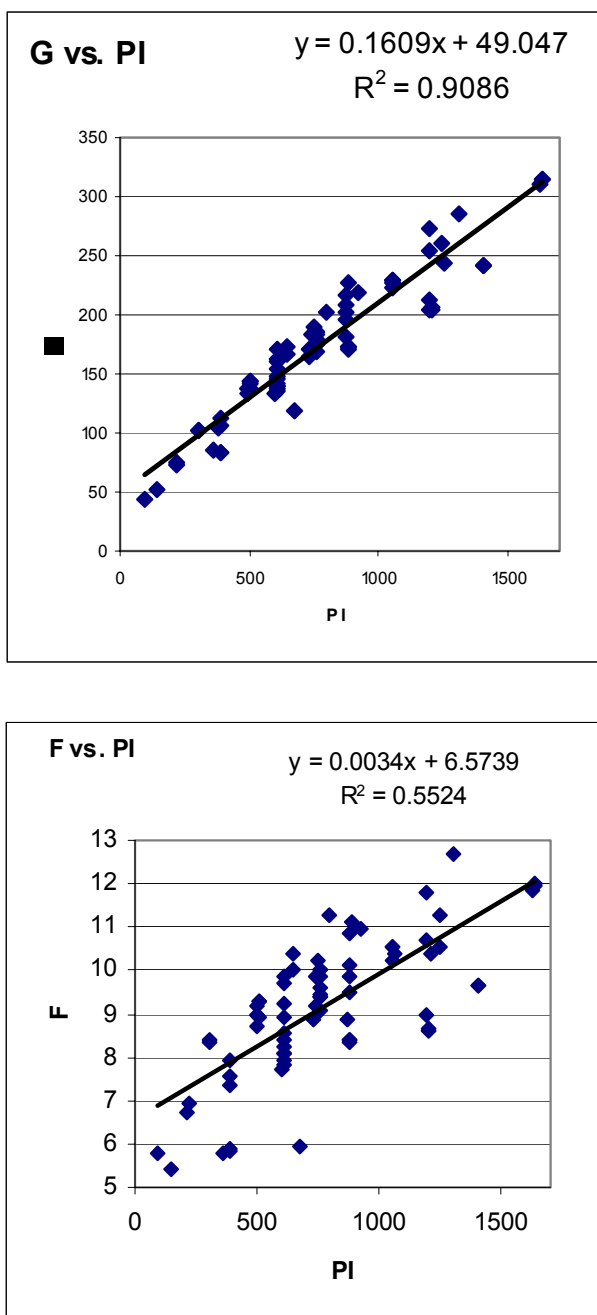 G vs. PI
y = 0.1609x + 49.047
R² = 0.9086
350
300
250
200
150
100
50
0
0 500 1000 1500
PI
F vs. PI
y = 0.0034x + 6.5739
R² = 0.5524
13
12
11
10
9
8
7
6
5
F
0 500 1000 1500
PI